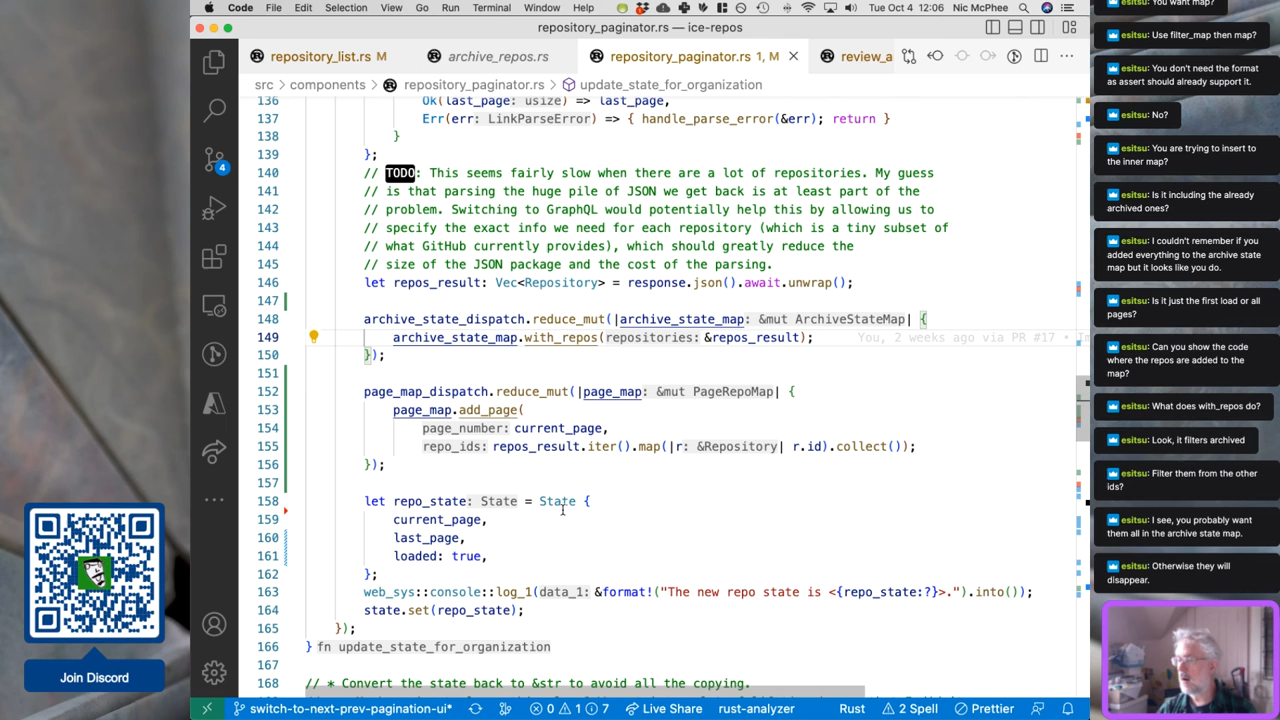 Code File Edit Selection View Go Run Terminal Window Help Tue Oct 4 12:06 Nic McPhee
repository_paginator.rs — ice-repos
repository_list.rs M archive_repos.rs repository_paginator.rs 1, M review_a
src > components > repository_paginator.rs > update_state_for_organization
136 Ok(last_page: usize) => last_page,
137 Err(err: LinkParseError) => { handle_parse_error(&err); return }
138 }
139 };
140 // TODO: This seems fairly slow when there are a lot of repositories. My guess
141 // is that parsing the huge pile of JSON we get back is at least part of the
142 // problem. Switching to GraphQL would potentially help this by allowing us to
143 // specify the exact info we need for each repository (which is a tiny subset of
144 // what GitHub currently provides), which should greatly reduce the
145 // size of the JSON package and the cost of the parsing.
146 let repos_result: Vec<Repository> = response.json().await.unwrap();
147
148 archive_state_dispatch.reduce_mut(|archive_state_map: &mut ArchiveStateMap| {
149 archive_state_map.with_repos(repositories: &repos_result); You, 2 weeks ago via PR #17 • Im
150 });
151
152 page_map_dispatch.reduce_mut(|page_map: &mut PageRepoMap| {
153 page_map.add_page(
154 page_number: current_page,
155 repo_ids: repos_result.iter().map(|r: &Repository| r.id).collect());
156 });
157
158 let repo_state: State = State {
159 current_page,
160 last_page,
161 loaded: true,
162 };
163 web_sys::console::log_1(data_1: &format!("The new repo state is <{repo_state:?}>.").into());
164 state.set(repo_state);
165 });
166 } fn update_state_for_organization
167
168 // * Convert the state back to &str to avoid all the copying.
4
switch-to-next-prev-pagination-ui* 0 1 7 Live Share rust-analyzer Rust 2 Spell Prettier
Join Discord
esitsu: You want map?
esitsu: Use filter_map then map?
esitsu: You don't need the format
as assert should already support it.
esitsu: No?
esitsu: You are trying to insert to
the inner map?
esitsu: Is it including the already
archived ones?
esitsu: I couldn't remember if you
added everything to the archive state
map but it looks like you do.
esitsu: Is it just the first load or all
pages?
esitsu: Can you show the code
where the repos are added to the
map?
esitsu: What does with_repos do?
esitsu: Look, it filters archived
esitsu: Filter them from the other
ids?
esitsu: I see, you probably want
them all in the archive state map.
esitsu: Otherwise they will
disappear.